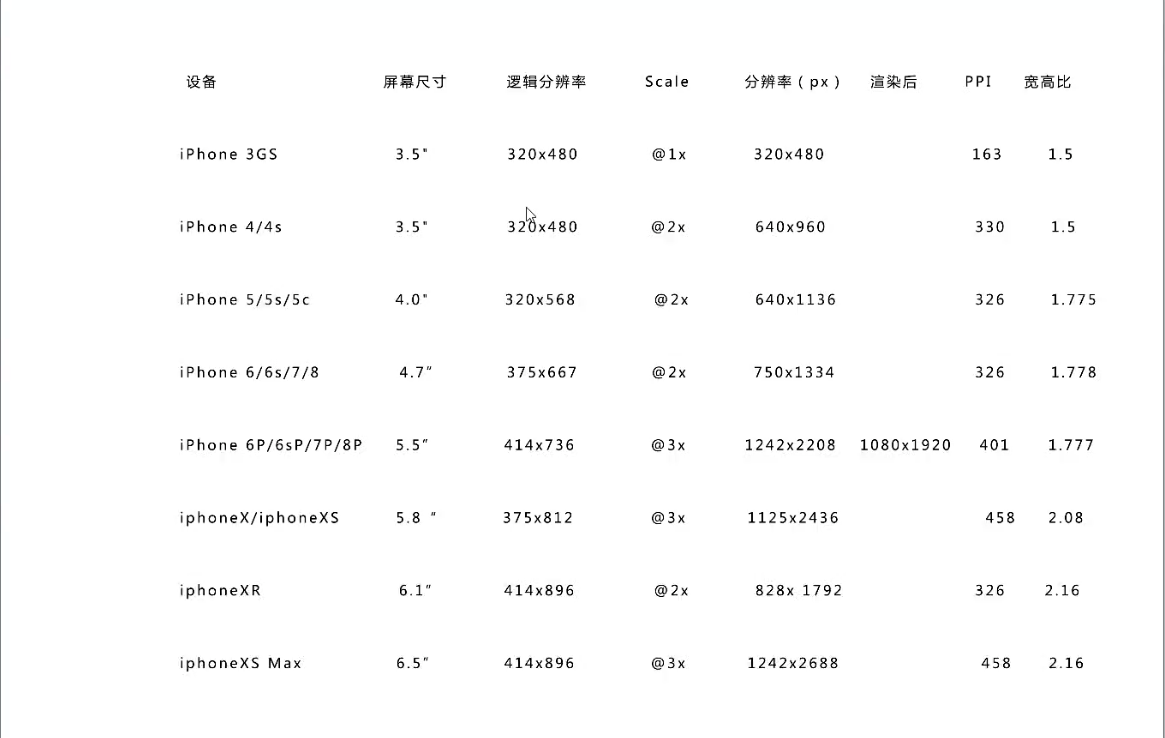 设备 屏幕尺寸 逻辑分辨率 Scale 分辨率（px） 渲染后 PPI 宽高比
iPhone 3GS 3.5" 320x480 @1x 320x480 163 1.5
iPhone 4/4s 3.5" 320x480 @2x 640x960 330 1.5
iPhone 5/5s/5c 4.0" 320x568 @2x 640x1136 326 1.775
iPhone 6/6s/7/8 4.7" 375x667 @2x 750x1334 326 1.778
iPhone 6P/6sP/7P/8P 5.5" 414x736 @3x 1242x2208 1080x1920 401 1.777
iphoneX/iphoneXS 5.8 " 375x812 @3x 1125x2436 458 2.08
iphoneXR 6.1" 414x896 @2x 828x 1792 326 2.16
iphoneXS Max 6.5" 414x896 @3x 1242x2688 458 2.16